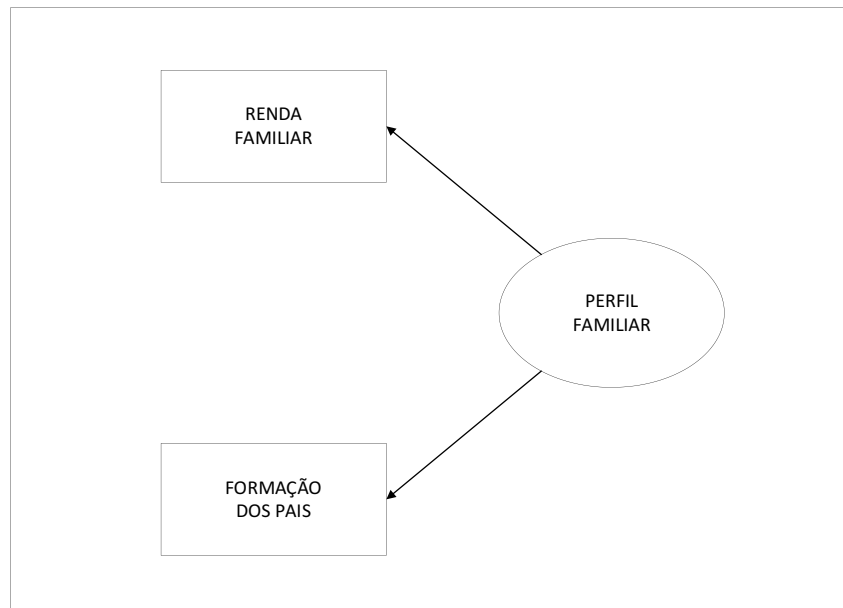 RENDA
FAMILIAR
PERFIL
FAMILIAR
FORMAÇÃO
DOS PAIS